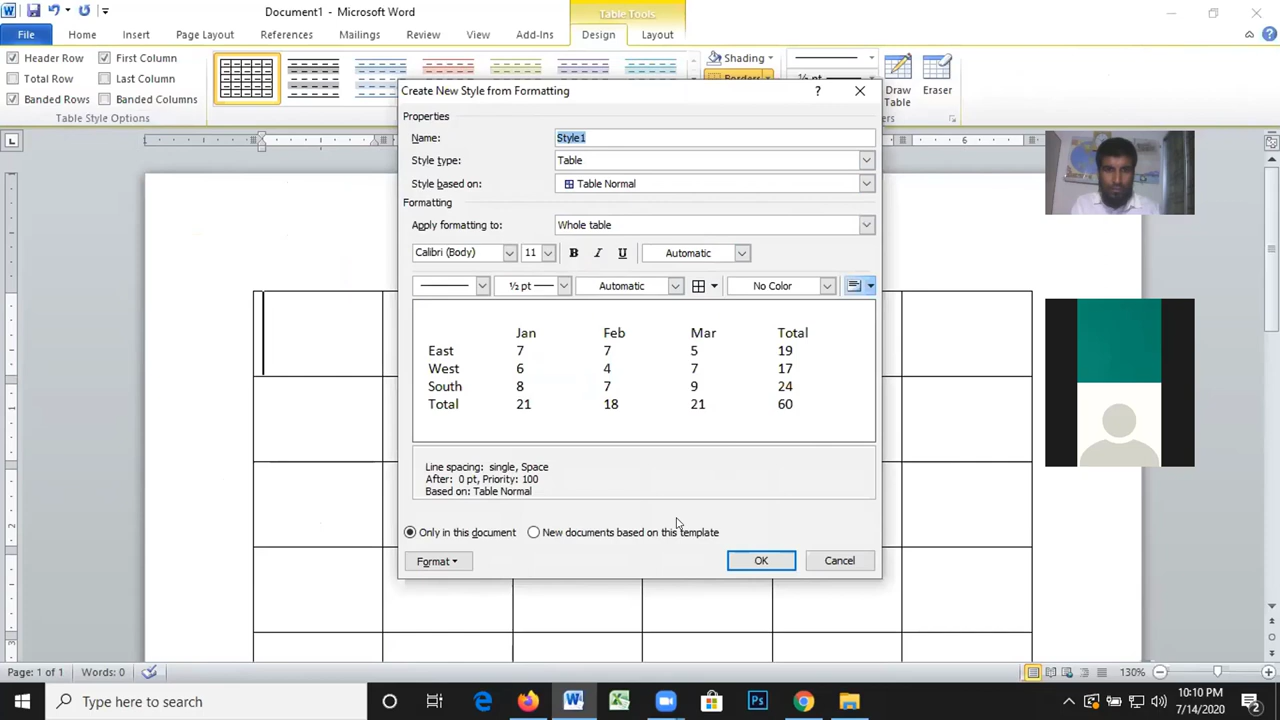 Document1 - Microsoft Word
Table Tools
File Home Insert Page Layout References Mailings Review View Add-Ins Design Layout
Header Row First Column
Total Row Last Column
Banded Rows Banded Columns
Table Style Options
Shading
Borders
½ pt
Draw Table
Eraser
Create New Style from Formatting
Properties
Name: Style1
Style type: Table
Style based on: Table Normal
Formatting
Apply formatting to: Whole table
Calibri (Body) 11 B I U Automatic
½ pt Automatic No Color
Jan Feb Mar Total
East 7 7 5 19
West 6 4 7 17
South 8 7 9 24
Total 21 18 21 60
Line spacing: single, Space
After: 0 pt, Priority: 100
Based on: Table Normal
Only in this document New documents based on this template
Format OK Cancel
Page: 1 of 1 Words: 0 130%
Type here to search
10:10 PM
7/14/2020